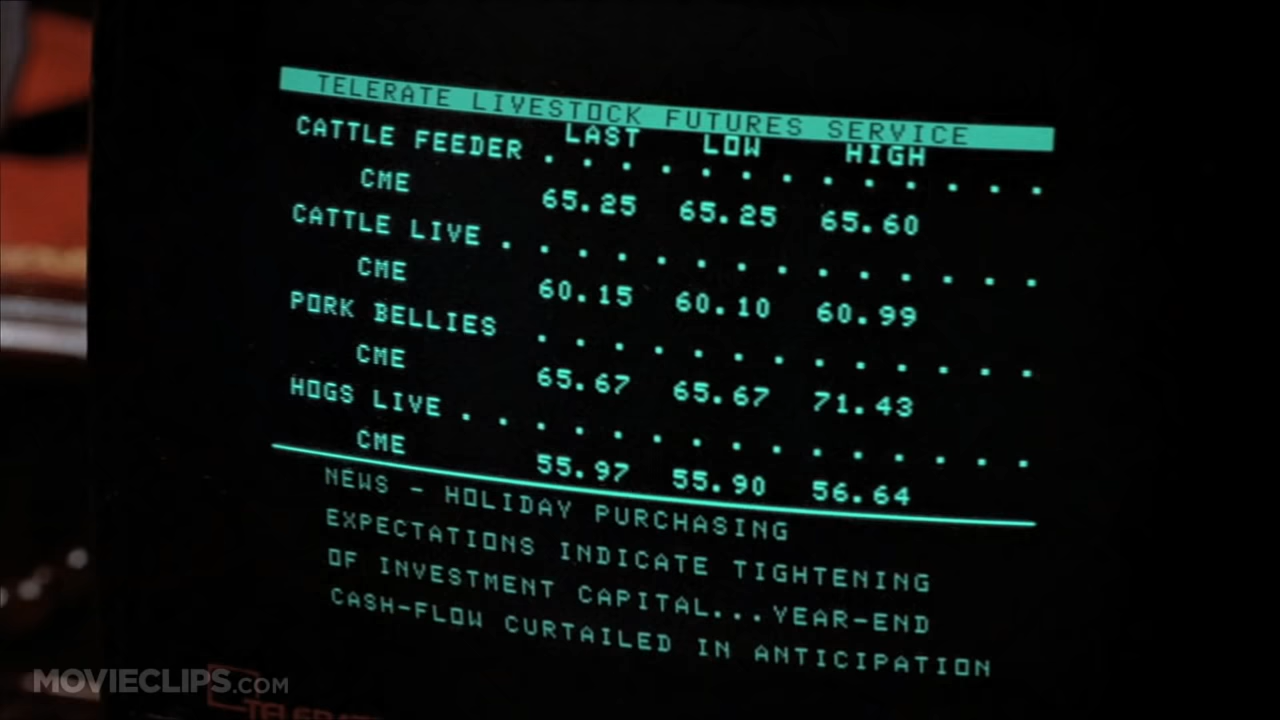 TELERATE LIVESTOCK FUTURES SERVICE
LAST LOW HIGH
CATTLE FEEDER . . . . . . . . . . . . .
CME 65.25 65.25 65.60
CATTLE LIVE . . . . . . . . . . . . . .
CME 60.15 60.10 60.99
PORK BELLIES . . . . . . . . . . . . .
CME 65.67 65.67 71.43
HOGS LIVE . . . . . . . . . . . . . . .
CME 55.97 55.90 56.64
NEWS - HOLIDAY PURCHASING
EXPECTATIONS INDICATE TIGHTENING
OF INVESTMENT CAPITAL...YEAR-END
CASH-FLOW CURTAILED IN ANTICIPATION
MOVIECLIPS.COM